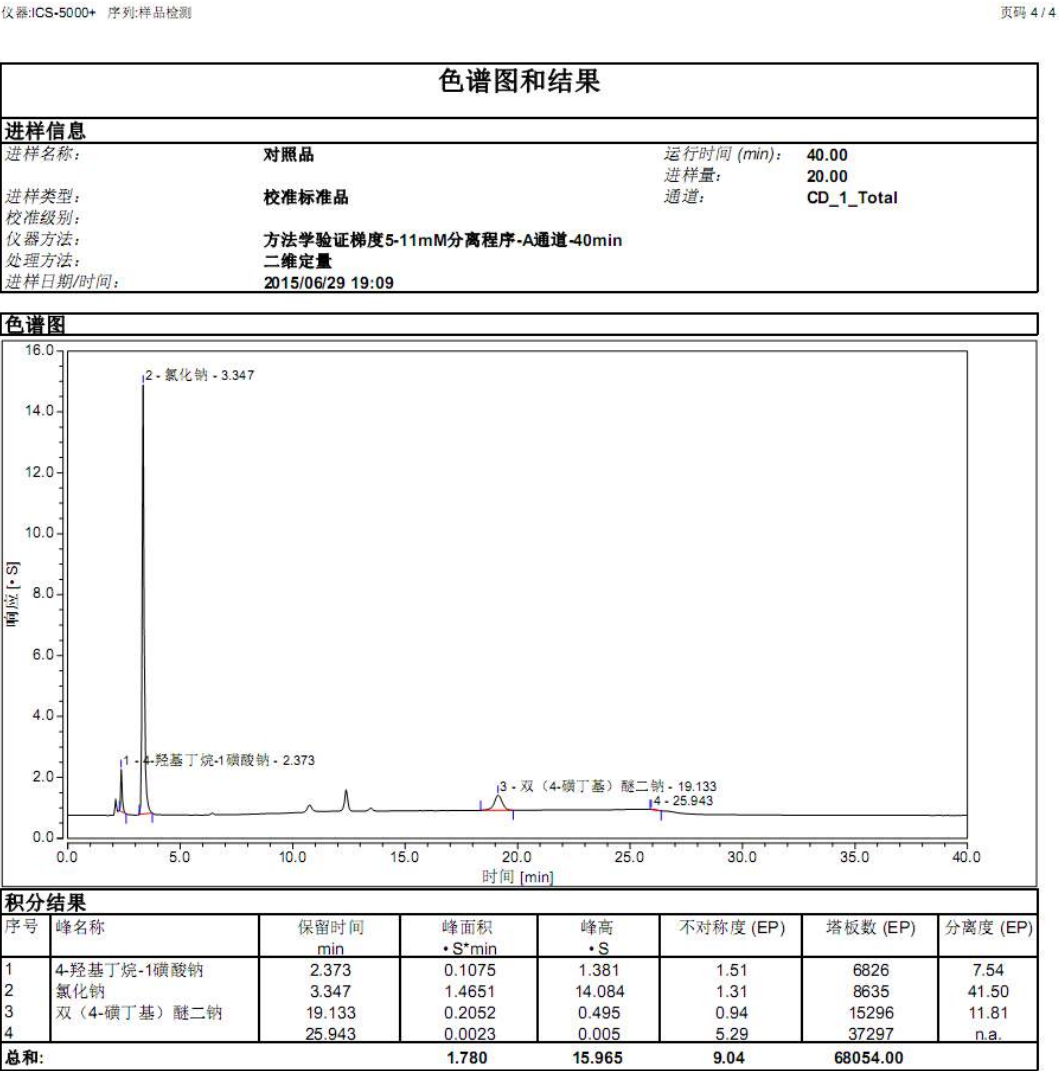 仪器:ICS-5000+ 序列:样品检测 页码 4 / 4
色谱图和结果
进样信息
进样名称： 对照品 运行时间 (min)： 40.00
进样量： 20.00
进样类型： 校准标准品 通道： CD_1_Total
校准级别：
仪器方法： 方法学验证梯度5-11mM分离程序-A通道-40min
处理方法： 二维定量
进样日期/时间： 2015/06/29 19:09
色谱图
16.0
2 - 氯化钠 - 3.347
14.0
12.0
10.0
响应 [• S]
8.0
6.0
4.0
1 - 4-羟基丁烷-1磺酸钠 - 2.373
2.0
3 - 双（4-磺丁基）醚二钠 - 19.133
4 - 25.943
0.0
0.0 5.0 10.0 15.0 20.0 25.0 30.0 35.0 40.0
时间 [min]
积分结果
序号 峰名称 保留时间 峰面积 峰高 不对称度 (EP) 塔板数 (EP) 分离度 (EP)
min • S*min • S
1 4-羟基丁烷-1磺酸钠 2.373 0.1075 1.381 1.51 6826 7.54
2 氯化钠 3.347 1.4651 14.084 1.31 8635 41.50
3 双（4-磺丁基）醚二钠 19.133 0.2052 0.495 0.94 15296 11.81
4 25.943 0.0023 0.005 5.29 37297 n.a.
总和: 1.780 15.965 9.04 68054.00